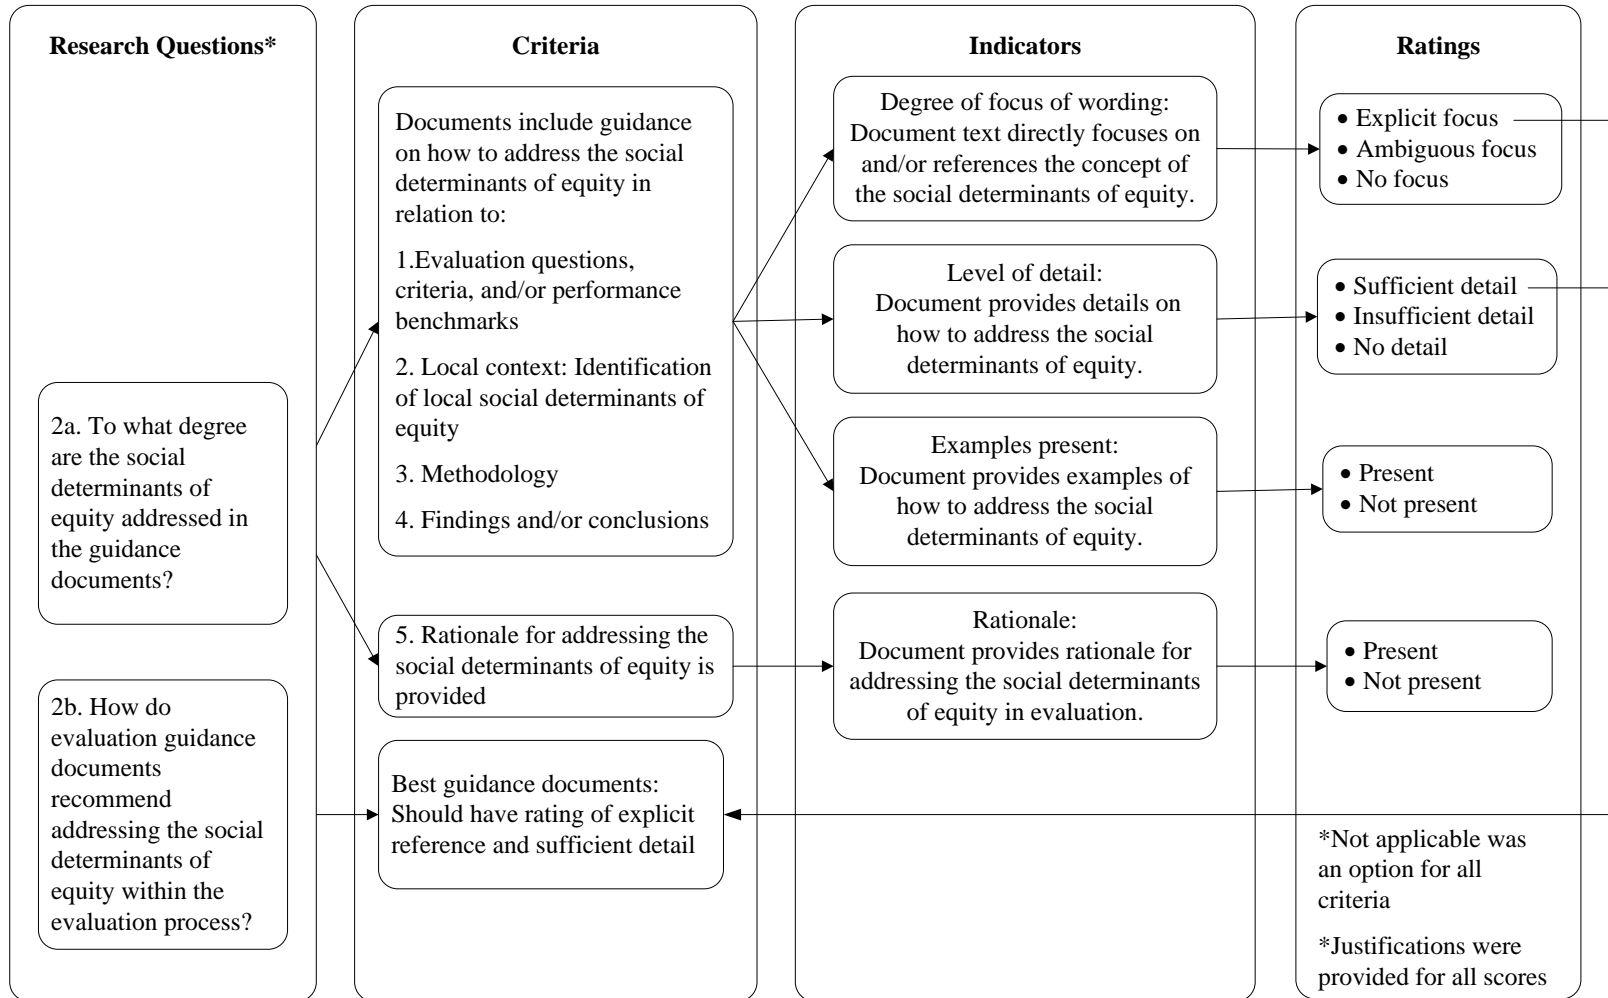 Research Questions*
2a. To what degree
are the social
determinants of
equity addressed in
the guidance
documents?
2b. How do
evaluation guidance
documents
recommend
addressing the social
determinants of
equity within the
evaluation process?
Criteria
Documents include guidance
on how to address the social
determinants of equity in
relation to:
1.Evaluation questions,
criteria, and/or performance
benchmarks
2. Local context: Identification
of local social determinants of
equity
3. Methodology
4. Findings and/or conclusions
5. Rationale for addressing the
social determinants of equity is
provided
Best guidance documents:
Should have rating of explicit
reference and sufficient detail
Indicators
Degree of focus of wording:
Document text directly focuses on
and/or references the concept of
the social determinants of equity.
Level of detail:
Document provides details on
how to address the social
determinants of equity.
Examples present:
Document provides examples of
how to address the social
determinants of equity.
Rationale:
Document provides rationale for
addressing the social determinants
of equity in evaluation.
Ratings
• Explicit focus
• Ambiguous focus
• No focus
• Sufficient detail
• Insufficient detail
• No detail
• Present
• Not present
• Present
• Not present
*Not applicable was
an option for all
criteria
*Justifications were
provided for all scores